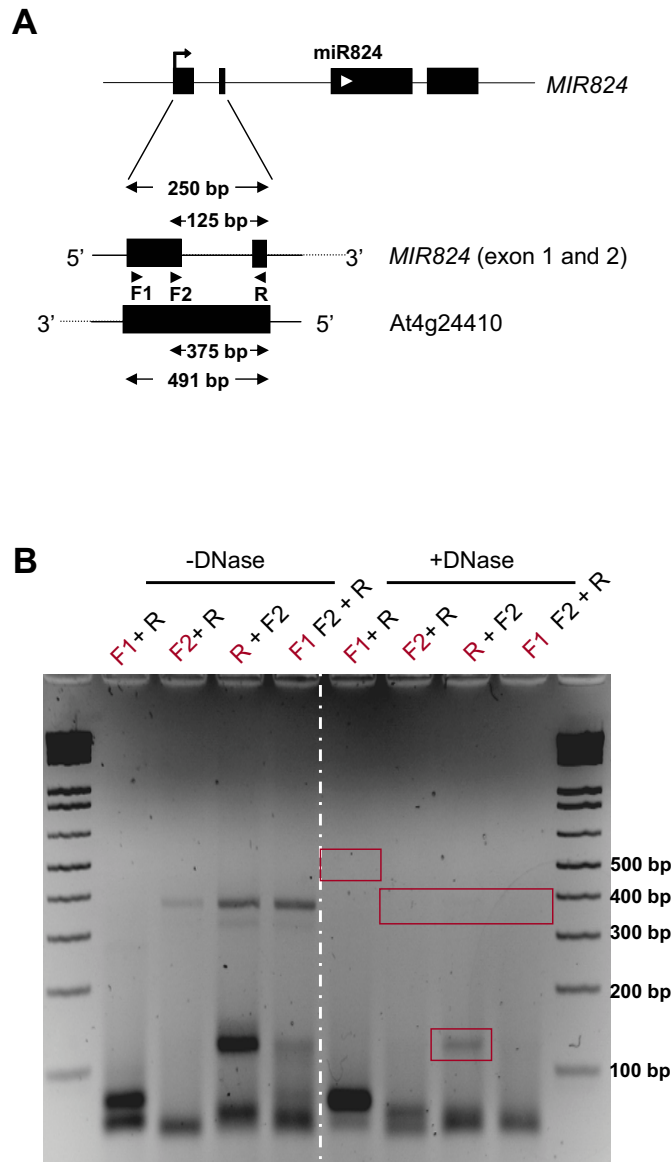 A
miR824
MIR824
250 bp
125 bp
5’ 3’ MIR824 (exon 1 and 2)
F1 F2 R
3’ 5’ At4g24410
375 bp
491 bp
B
-DNase +DNase
F1+ R F2+ R R + F2 F1 F2 + R F1+ R F2+ R R + F2 F1 F2 + R
500 bp
400 bp
300 bp
200 bp
100 bp